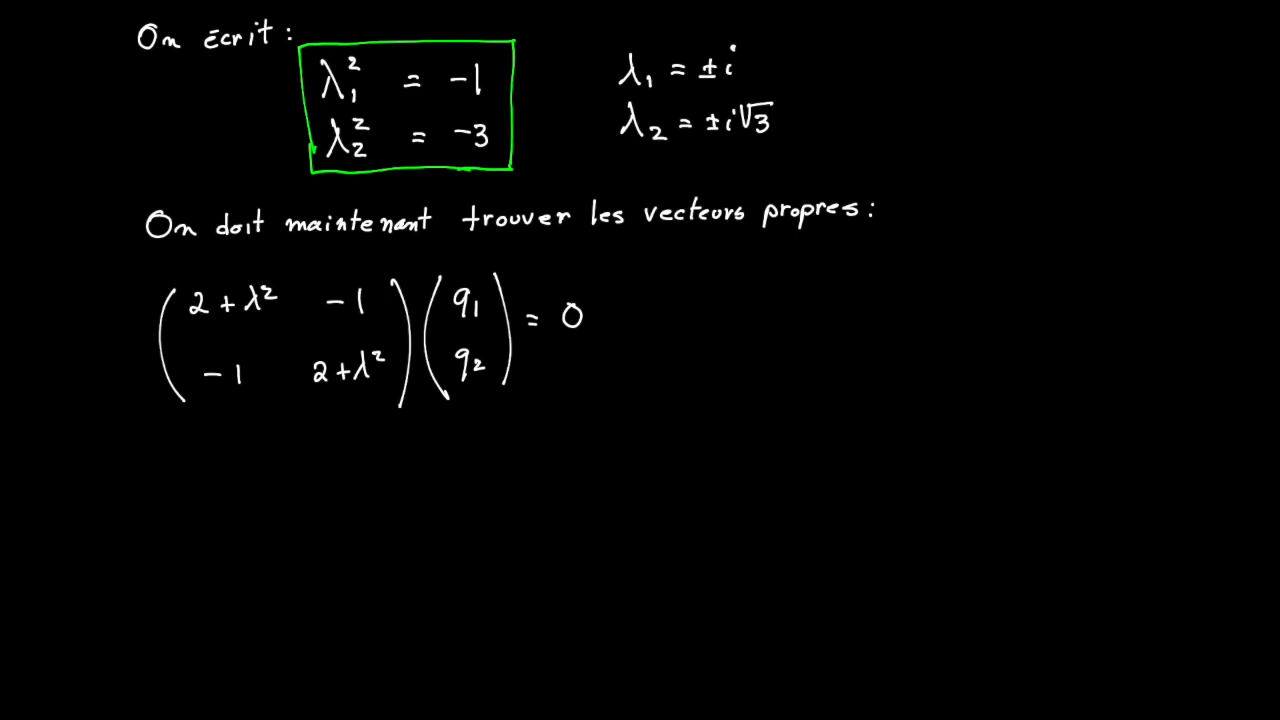 On écrit :
λ₁² = -1
λ₂² = -3
λ₁ = ±i
λ₂ = ±i√3
On doit maintenant trouver les vecteurs propres :
(2+λ² -1) (q₁) = 0
(-1 2+λ²) (q₂)